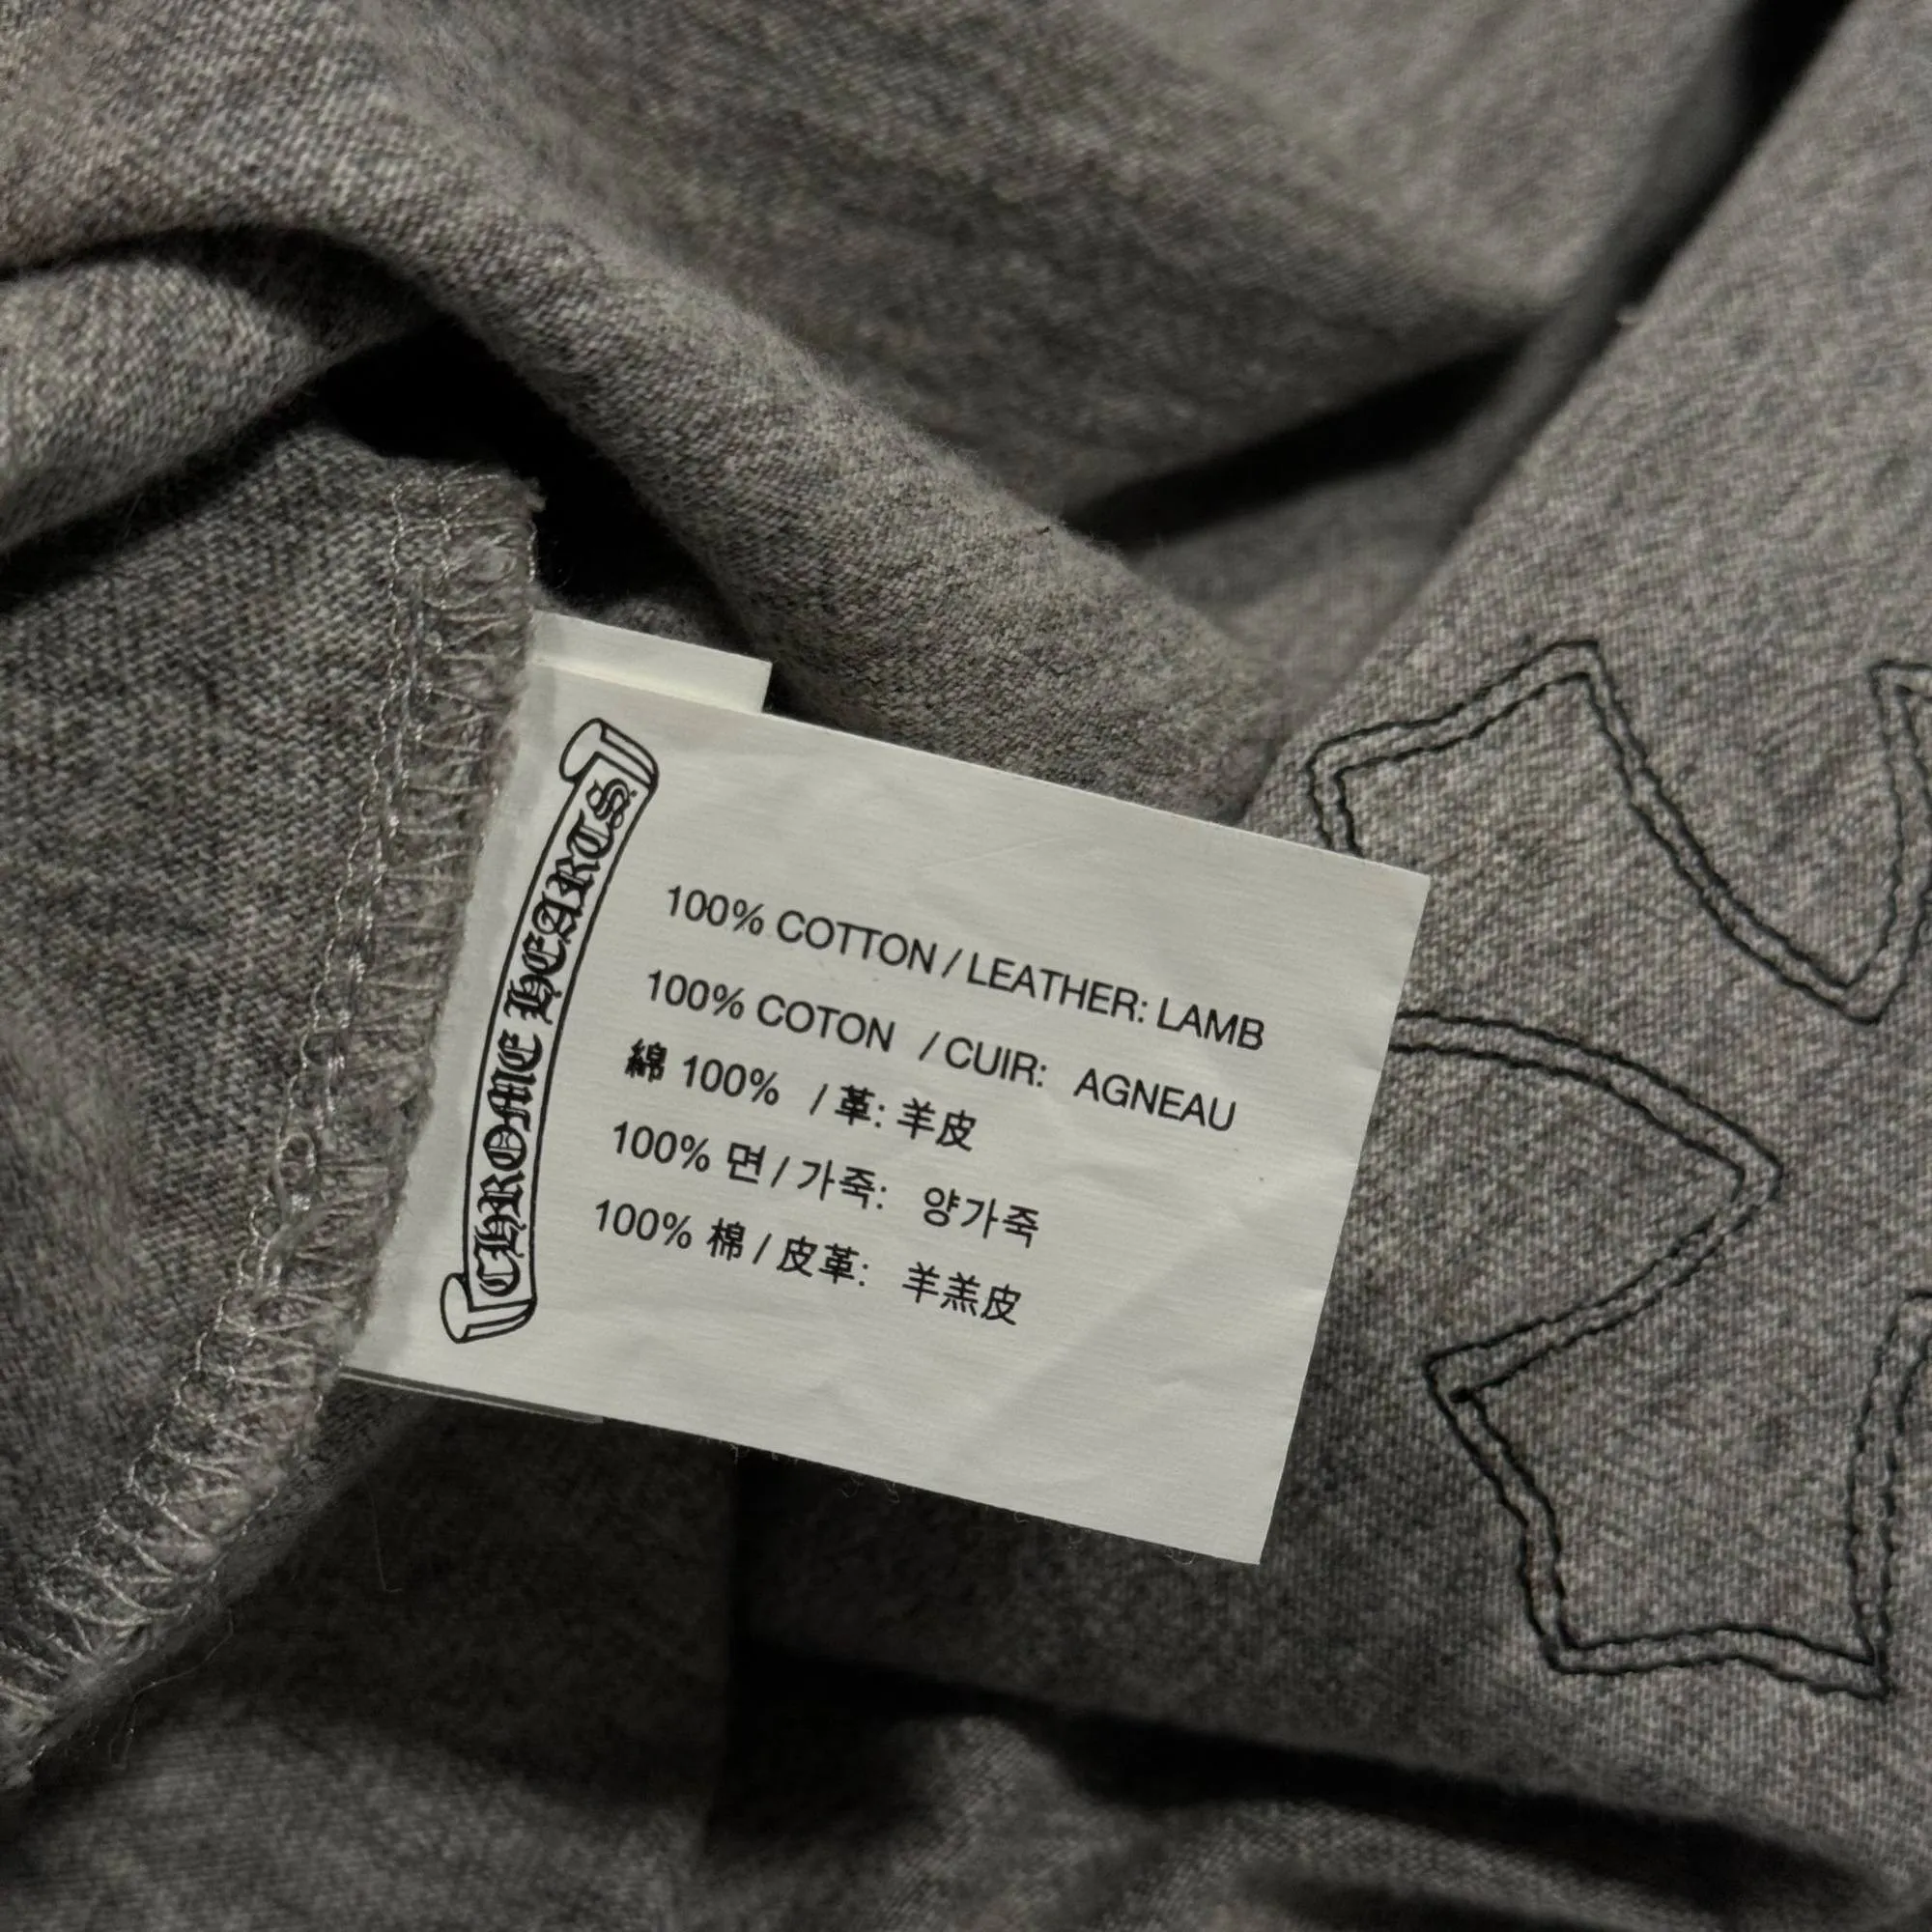 CHROME HEARTS
100% COTTON / LEATHER: LAMB
100% COTON / CUIR: AGNEAU
綿 100% / 革: 羊皮
100% 면 / 가죽: 양가죽
100% 棉 / 皮革: 羊羔皮